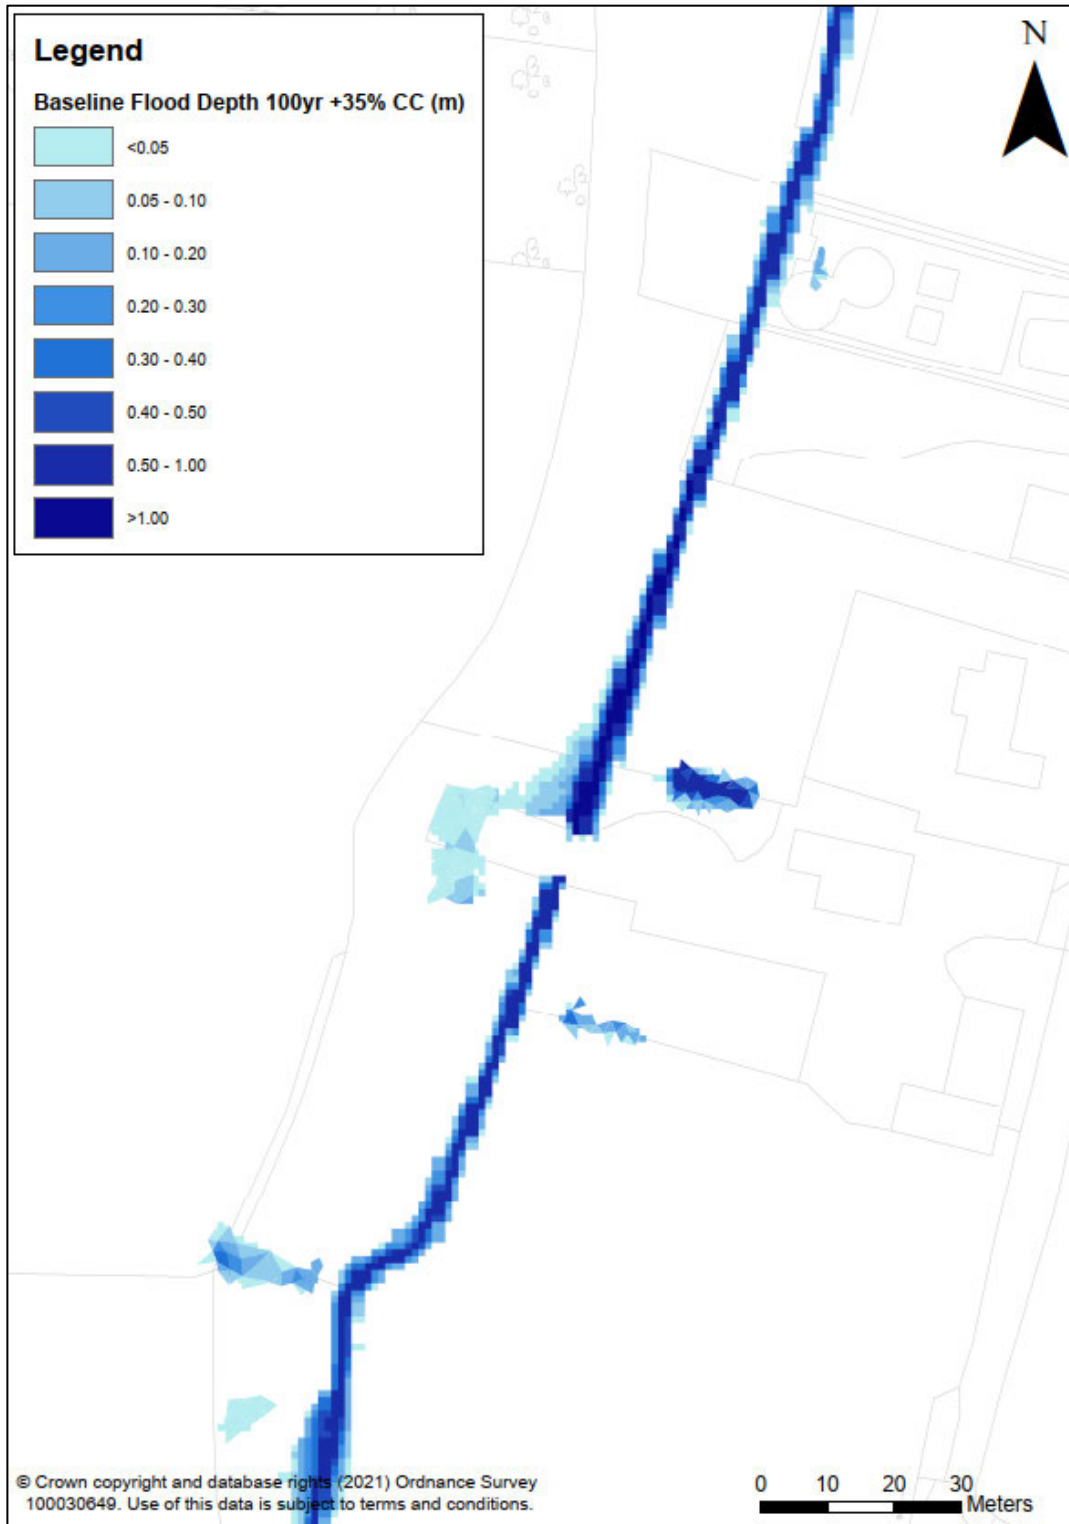 Legend
Baseline Flood Depth 100yr +35% CC (m)
<0.05
0.05 - 0.10
0.10 - 0.20
0.20 - 0.30
0.30 - 0.40
0.40 - 0.50
0.50 - 1.00
>1.00
N
© Crown copyright and database rights (2021) Ordnance Survey
100030649. Use of this data is subject to terms and conditions.
0 10 20 30
Meters